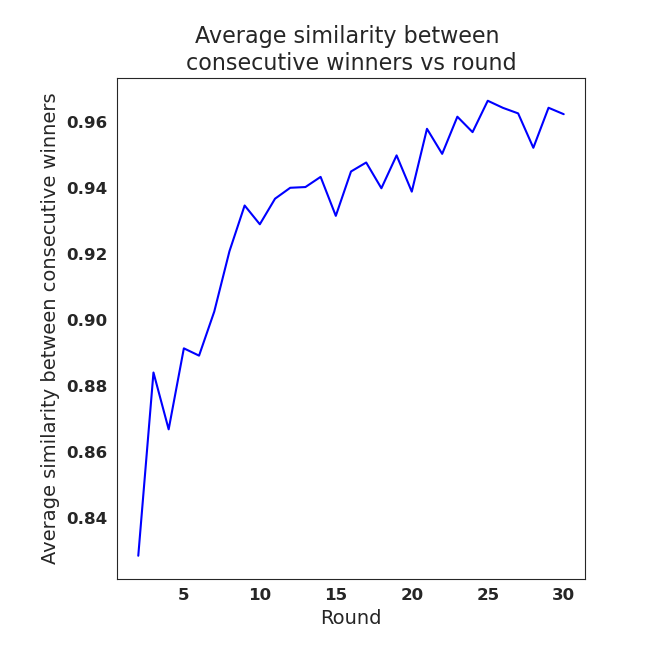 Average similarity between
consecutive winners vs round
Average similarity between consecutive winners
0.96
0.94
0.92
0.90
0.88
0.86
0.84
5 10 15 20 25 30
Round